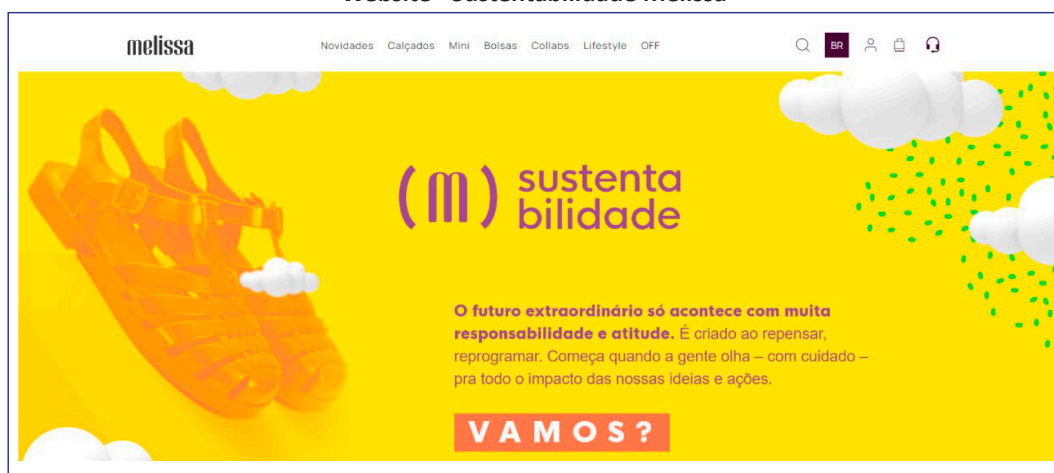 Website - Sustentabilidade Melissa
melissa
Novidades Calçados Mini Bolsas Collabs Lifestyle OFF
BR
(m) sustenta
bilidade
O futuro extraordinário só acontece com muita
responsabilidade e atitude. É criado ao repensar,
reprogramar. Começa quando a gente olha – com cuidado –
pra todo o impacto das nossas ideias e ações.
VAMOS?